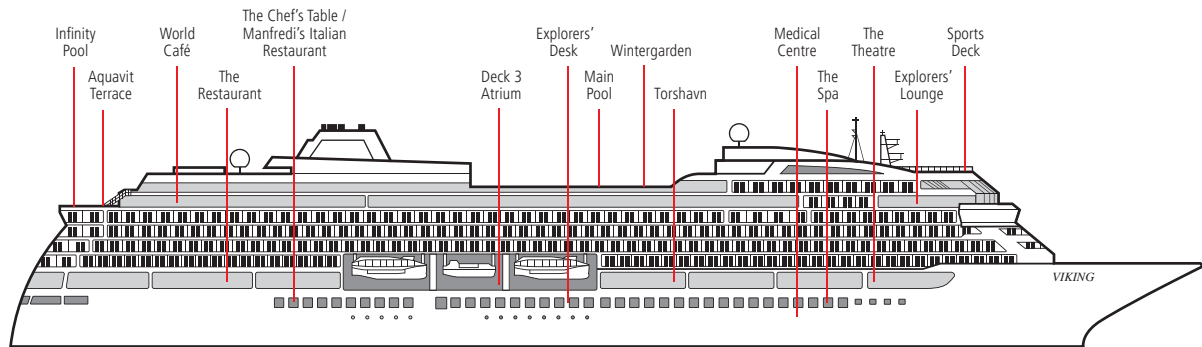 Infinity
Pool
Aquavit
Terrace
World
Café
The
Restaurant
The Chef's Table /
Manfredi's Italian
Restaurant
Deck 3
Atrium
Explorers'
Desk
Main
Pool
Wintergarden
Torshavn
Medical
Centre
The
Spa
The
Theatre
Explorers'
Lounge
Sports
Deck
VIKING